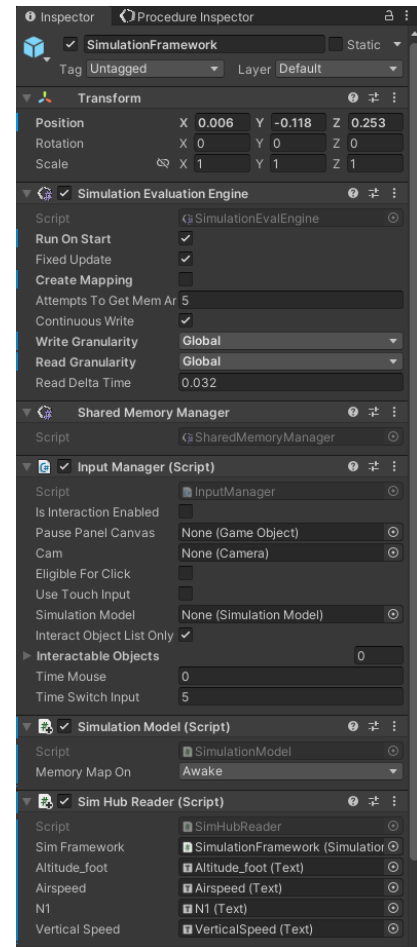 Inspector Procedure Inspector
SimulationFramework Static
Tag Untagged Layer Default
Transform
Position X 0.006 Y -0.118 Z 0.253
Rotation X 0 Y 0 Z 0
Scale X 1 Y 1 Z 1
Simulation Evaluation Engine
Script SimulationEvalEngine
Run On Start
Fixed Update
Create Mapping
Attempts To Get Mem Ar 5
Continuous Write
Write Granularity Global
Read Granularity Global
Read Delta Time 0.032
Shared Memory Manager
Script SharedMemoryManager
Input Manager (Script)
Script InputManager
Is Interaction Enabled
Pause Panel Canvas None (Game Object)
Cam None (Camera)
Eligible For Click
Use Touch Input
Simulation Model None (Simulation Model)
Interact Object List Only
Interactable Objects 0
Time Mouse 0
Time Switch Input 5
Simulation Model (Script)
Script SimulationModel
Memory Map On Awake
Sim Hub Reader (Script)
Script SimHubReader
Sim Framework SimulationFramework (Simulation
Altitude_foot Altitude_foot (Text)
Airspeed Airspeed (Text)
N1 N1 (Text)
Vertical Speed VerticalSpeed (Text)